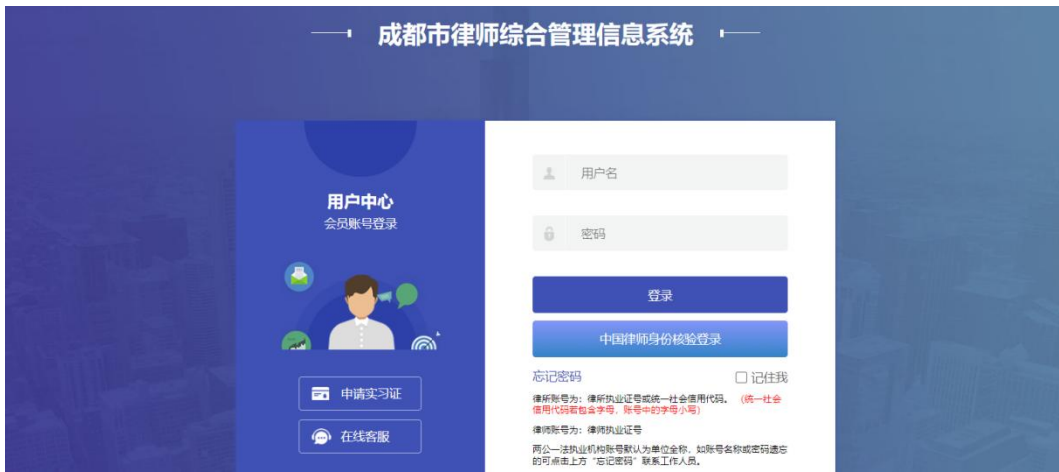 成都市律师综合管理信息系统
用户中心
会员账号登录
申请实习证
在线客服
用户名
密码
登录
中国律师身份核验登录
忘记密码
记住我
律所账号为：律所执业证号或统一社会信用代码。（统一社会
信用代码若包含字母，账号中的字母小写）
律师账号为：律师执业证号
两公一法执业机构账号默认为单位全称，如账号名称或密码遗忘
的可点击上方“忘记密码”联系工作人员。